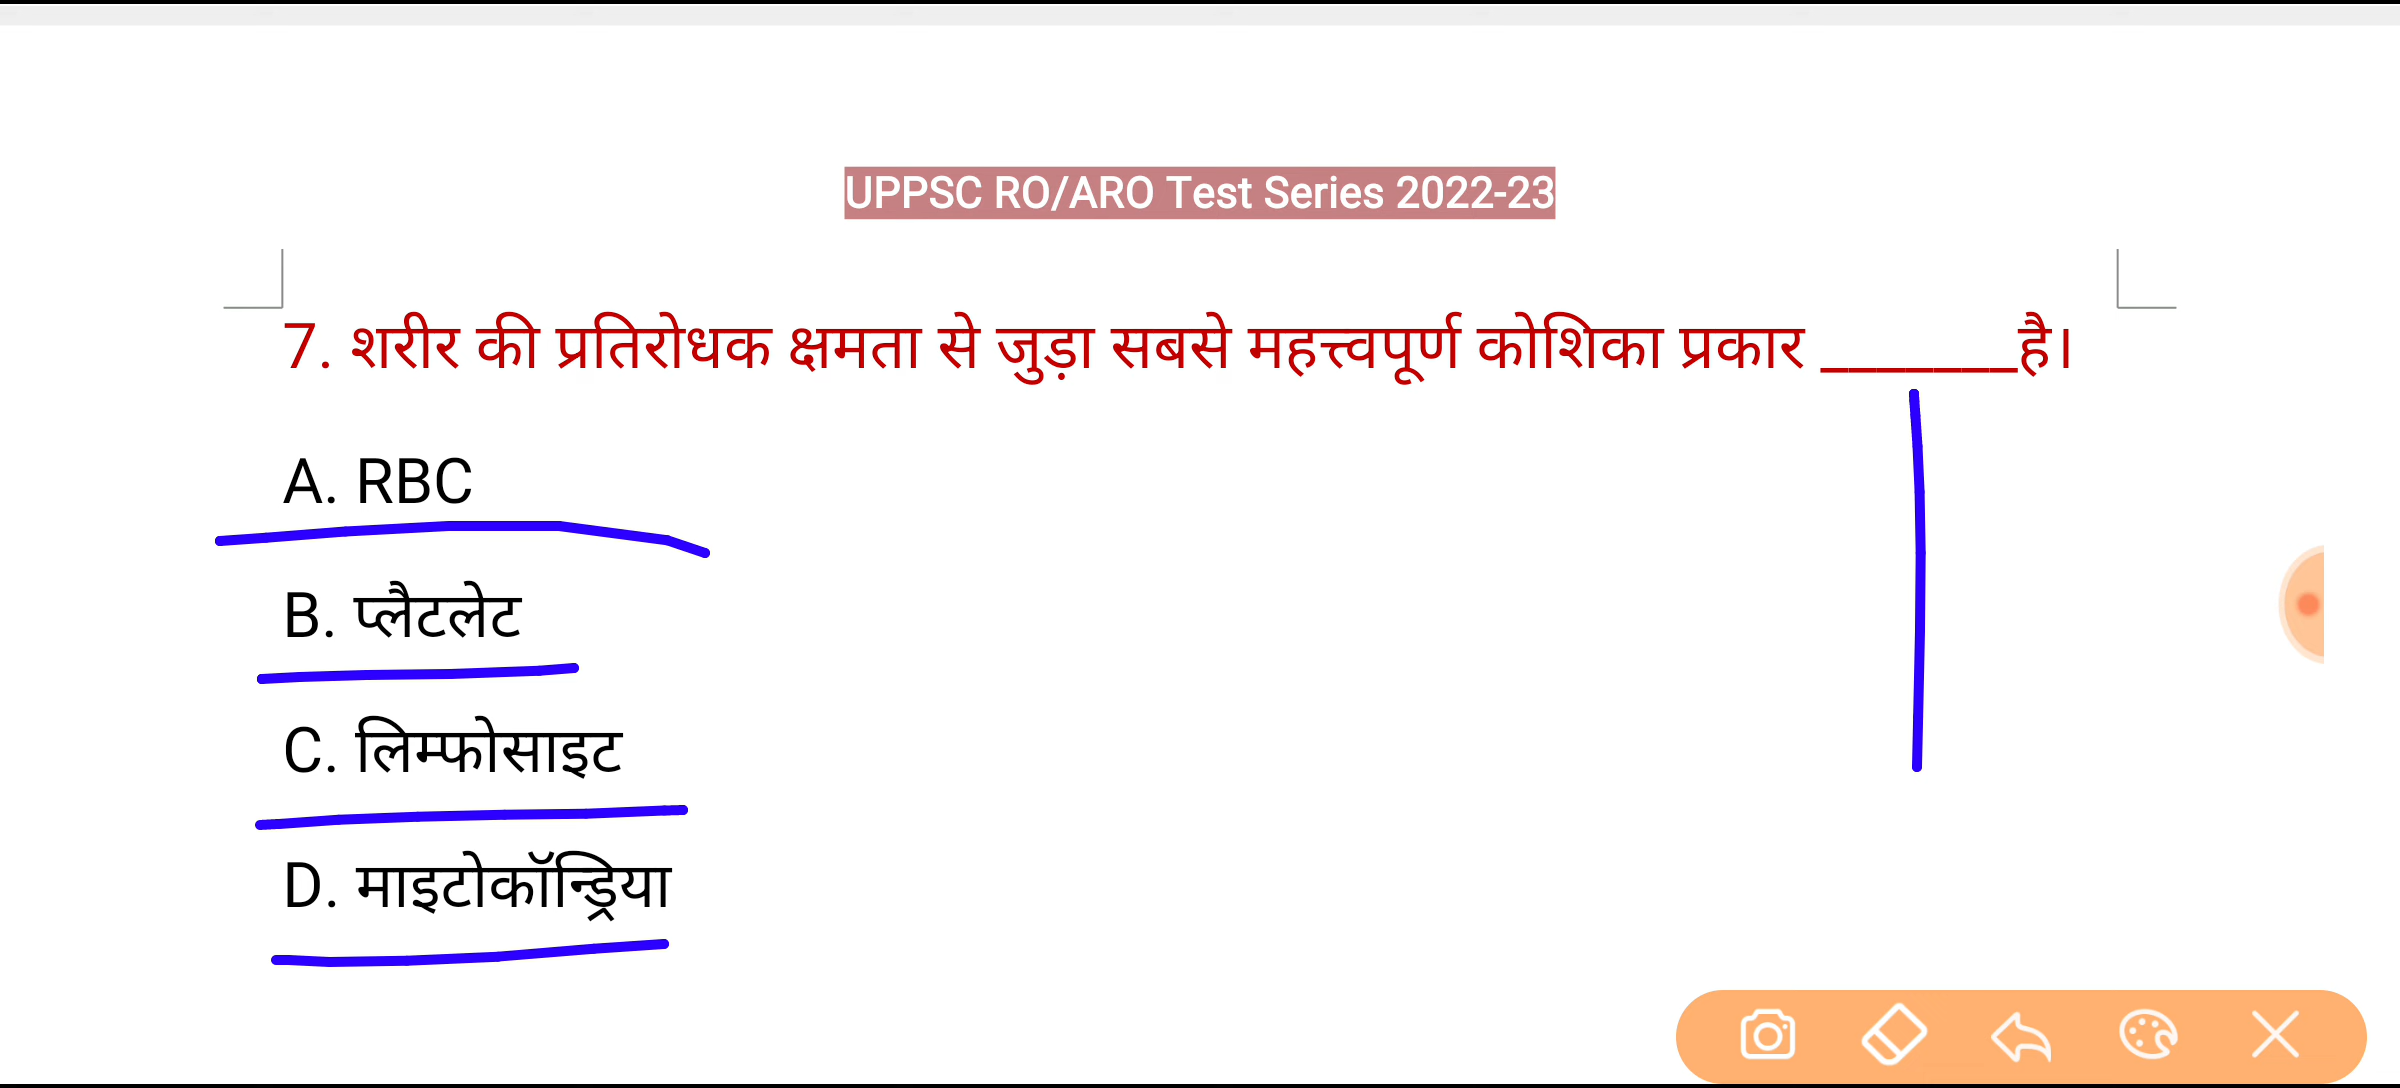 UPPSC RO/ARO Test Series 2022-23
7. शरीर की प्रतिरोधक क्षमता से जुड़ा सबसे महत्त्वपूर्ण कोशिका प्रकार _______है।
A. RBC
B. प्लैटलेट
C. लिम्फोसाइट
D. माइटोकॉन्ड्रिया